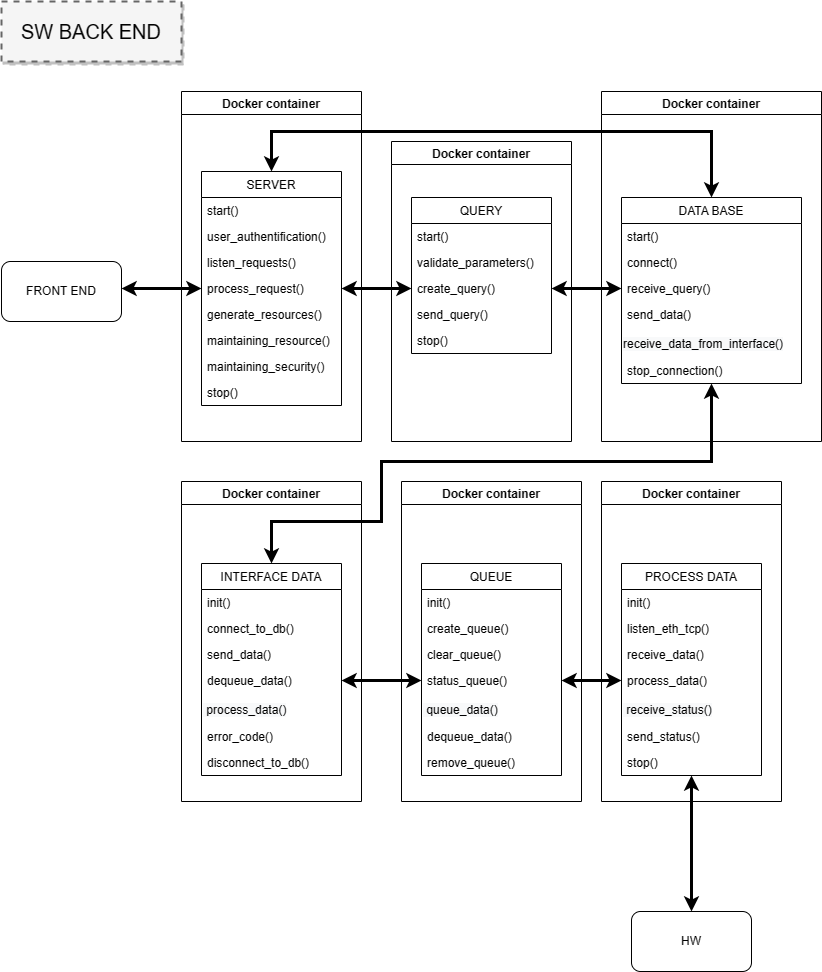 SW BACK END
Docker container
SERVER
start()
user_authentification()
listen_requests()
process_request()
generate_resources()
maintaining_resource()
maintaining_security()
stop()
Docker container
QUERY
start()
validate_parameters()
create_query()
send_query()
stop()
Docker container
DATA BASE
start()
connect()
receive_query()
send_data()
receive_data_from_interface()
stop_connection()
FRONT END
Docker container
INTERFACE DATA
init()
connect_to_db()
send_data()
dequeue_data()
process_data()
error_code()
disconnect_to_db()
Docker container
QUEUE
init()
create_queue()
clear_queue()
status_queue()
queue_data()
dequeue_data()
remove_queue()
Docker container
PROCESS DATA
init()
listen_eth_tcp()
receive_data()
process_data()
receive_status()
send_status()
stop()
HW